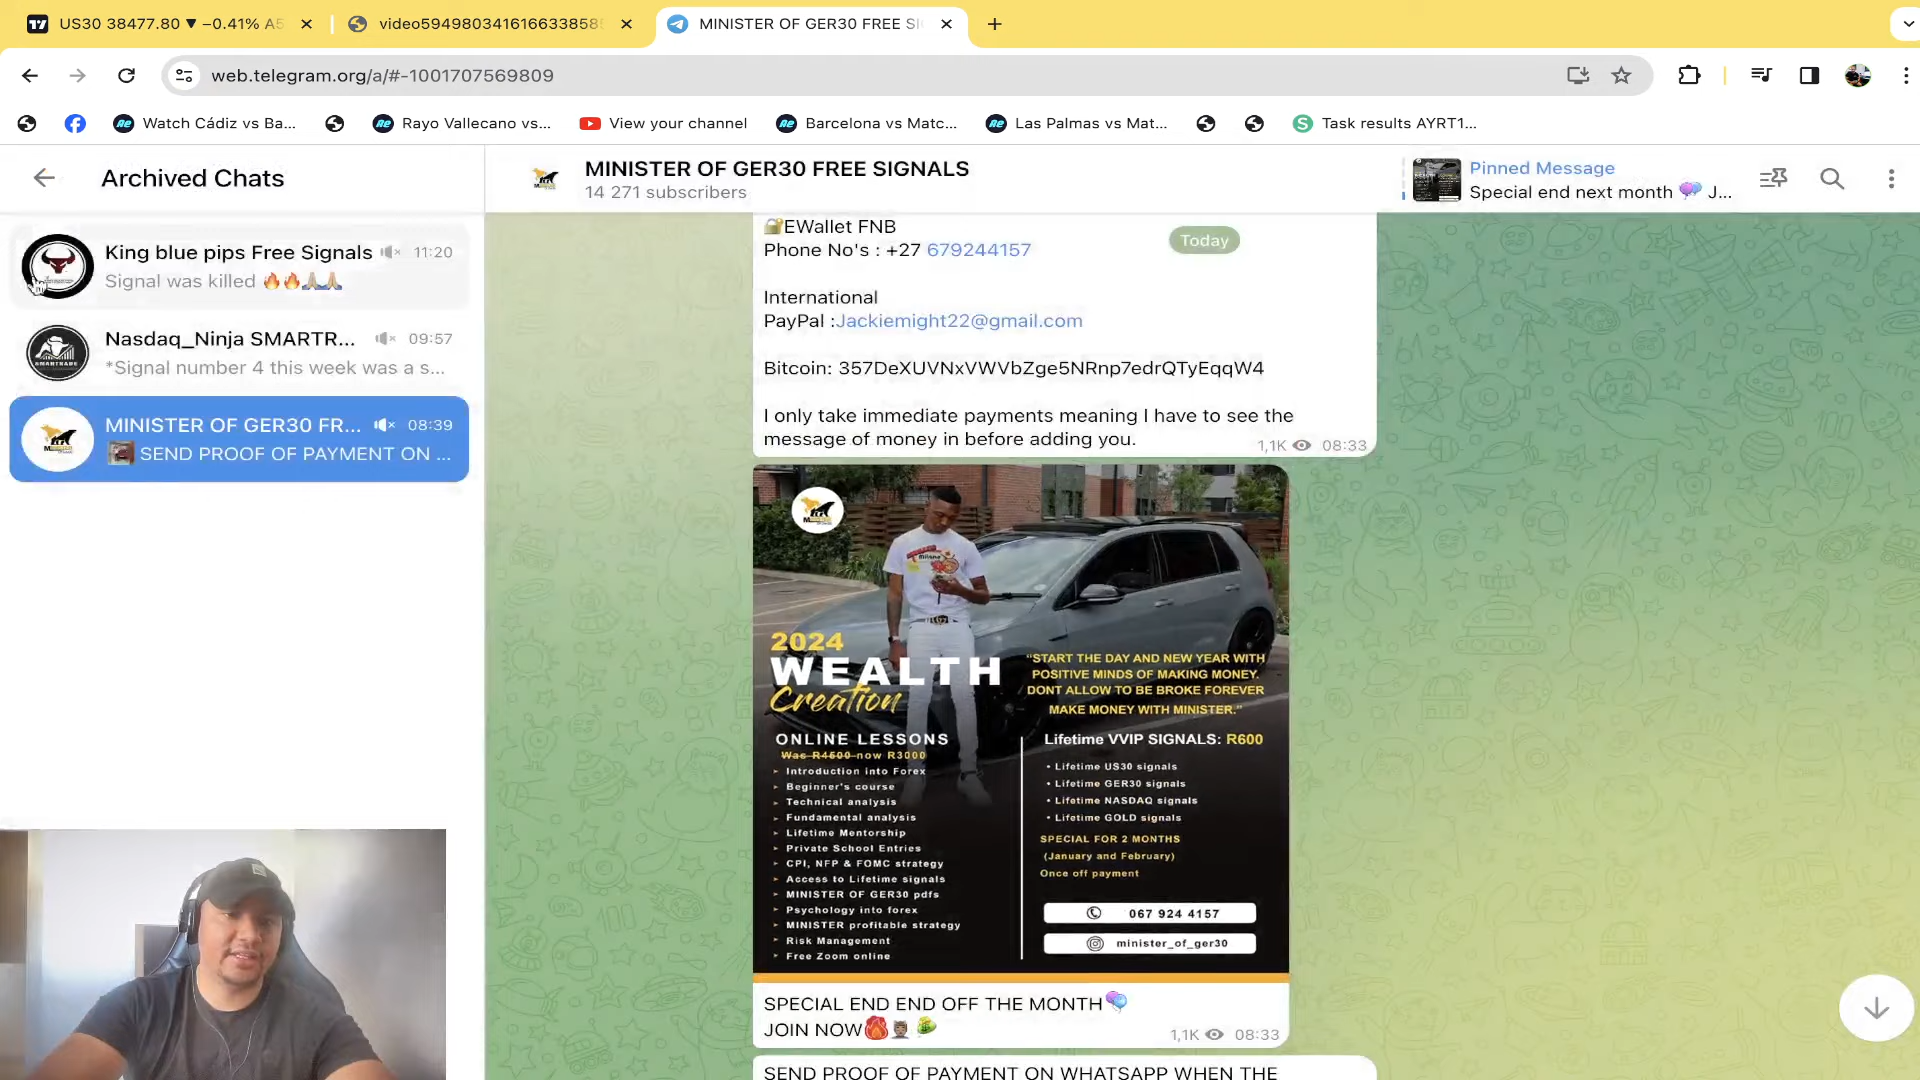 US30 38477.80 ▼ −0.41% A5
video5949803416166338585
MINISTER OF GER30 FREE SI
web.telegram.org/a/#-1001707569809
Watch Cádiz vs Ba...
Rayo Vallecano vs...
View your channel
Barcelona vs Matc...
Las Palmas vs Mat...
Task results AYRT1...
Archived Chats
MINISTER OF GER30 FREE SIGNALS
14 271 subscribers
Pinned Message
Special end next month 🎈 J...
King blue pips Free Signals 11:20
Signal was killed 🔥🔥🙏🏼🙏🏼
Nasdaq_Ninja SMARTR... 09:57
*Signal number 4 this week was a s...
MINISTER OF GER30 FR... 08:39
SEND PROOF OF PAYMENT ON ...
Today
🔐EWallet FNB
Phone No's : +27 679244157
International
PayPal :Jackiemight22@gmail.com
Bitcoin: 357DeXUVNxVWVbZge5NRnp7edrQTyEqqW4
I only take immediate payments meaning I have to see the
message of money in before adding you.
1,1K 08:33
2024
WEALTH
Creation
"START THE DAY AND NEW YEAR WITH
POSITIVE MINDS OF MAKING MONEY.
DONT ALLOW TO BE BROKE FOREVER
MAKE MONEY WITH MINISTER."
ONLINE LESSONS
Was R4500 now R3000
Introduction into Forex
Beginner's course
Technical analysis
Fundamental analysis
Lifetime Mentorship
Private School Entries
CPI, NFP & FOMC strategy
Access to Lifetime signals
MINISTER OF GER30 pdfs
Psychology into forex
MINISTER profitable strategy
Risk Management
Free Zoom online
Lifetime VVIP SIGNALS: R600
• Lifetime US30 signals
• Lifetime GER30 signals
• Lifetime NASDAQ signals
• Lifetime GOLD signals
SPECIAL FOR 2 MONTHS
(January and February)
Once off payment
067 924 4157
minister_of_ger30
SPECIAL END END OFF THE MONTH🎈
JOIN NOW
1,1K 08:33
SEND PROOF OF PAYMENT ON WHATSAPP WHEN THE